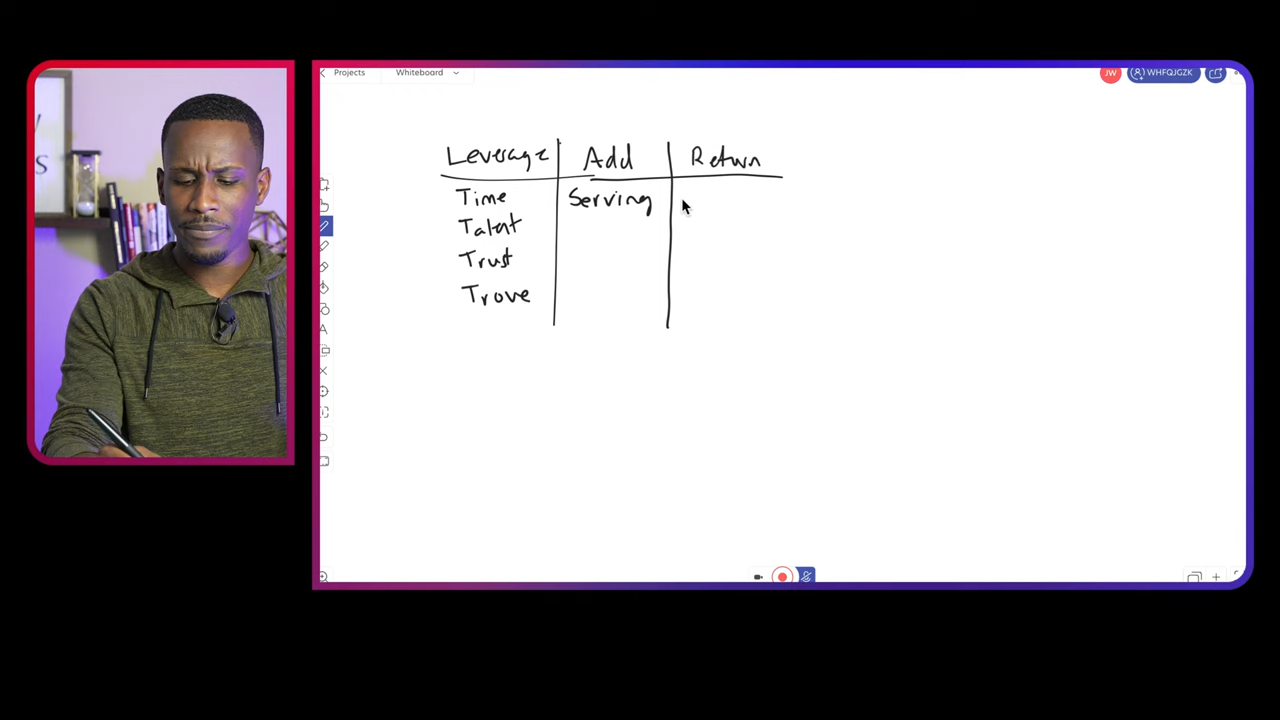 Projects Whiteboard JW WHFQJGZK
Leverage Add Return
Time Serving
Talent
Trust
Trove